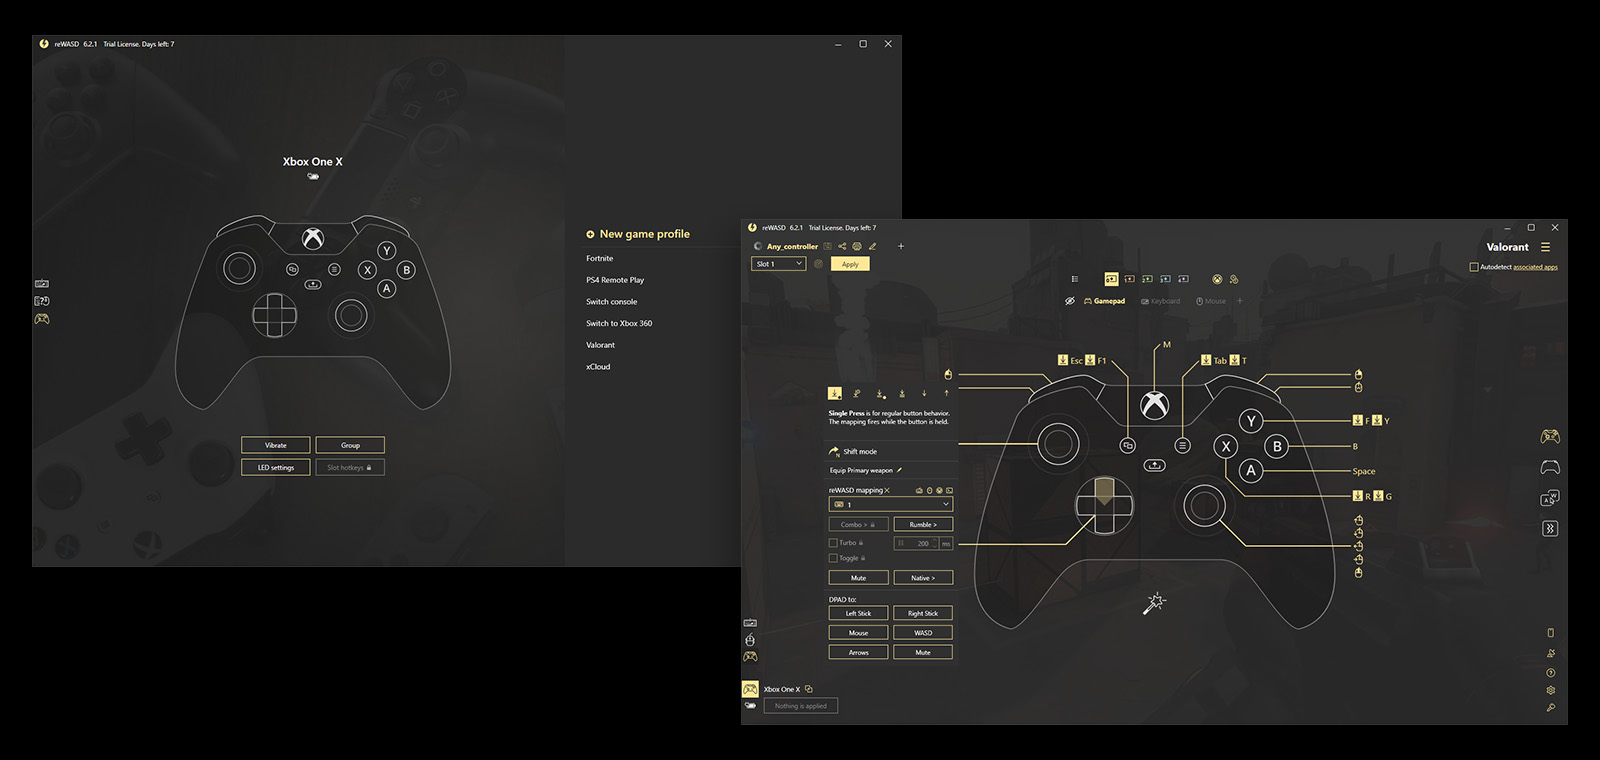 reWASD 6.2.1 Trial License. Days left: 7
Xbox One X
Y
X
B
A
Vibrate
Group
LED settings
Slot hotkeys
New game profile
Fortnite
PS4 Remote Play
Switch console
Switch to Xbox 360
Valorant
xCloud
reWASD 6.2.1 Trial License. Days left: 7
Any_controller
Valorant
Slot 1
Apply
Autodetect associated apps
Gamepad
Keyboard
Mouse
M
Esc
F1
Tab
T
Single Press is for regular button behavior.
The mapping fires while the button is held.
Shift mode
Equip Primary weapon
reWASD mapping
1
Combo >
Rumble >
Turbo
200 ms
Toggle
Mute
Native >
DPAD to:
Left Stick
Right Stick
Mouse
WASD
Arrows
Mute
Y
X
B
A
F
Y
B
Space
R
G
Xbox One X
Nothing is applied